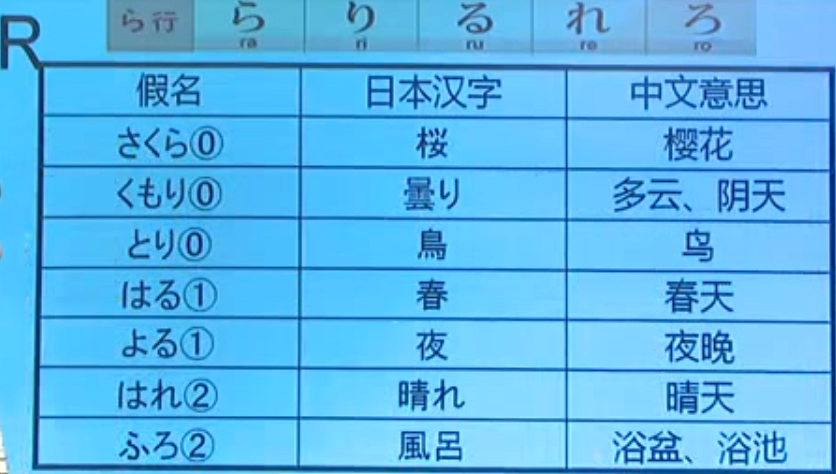 R
ら行 ら り る れ ろ
ra ri ru re ro
假名 日本汉字 中文意思
さくら⓪ 桜 樱花
くもり⓪ 曇り 多云、阴天
とり⓪ 鳥 鸟
はる① 春 春天
よる① 夜 夜晚
はれ② 晴れ 晴天
ふろ② 風呂 浴盆、浴池